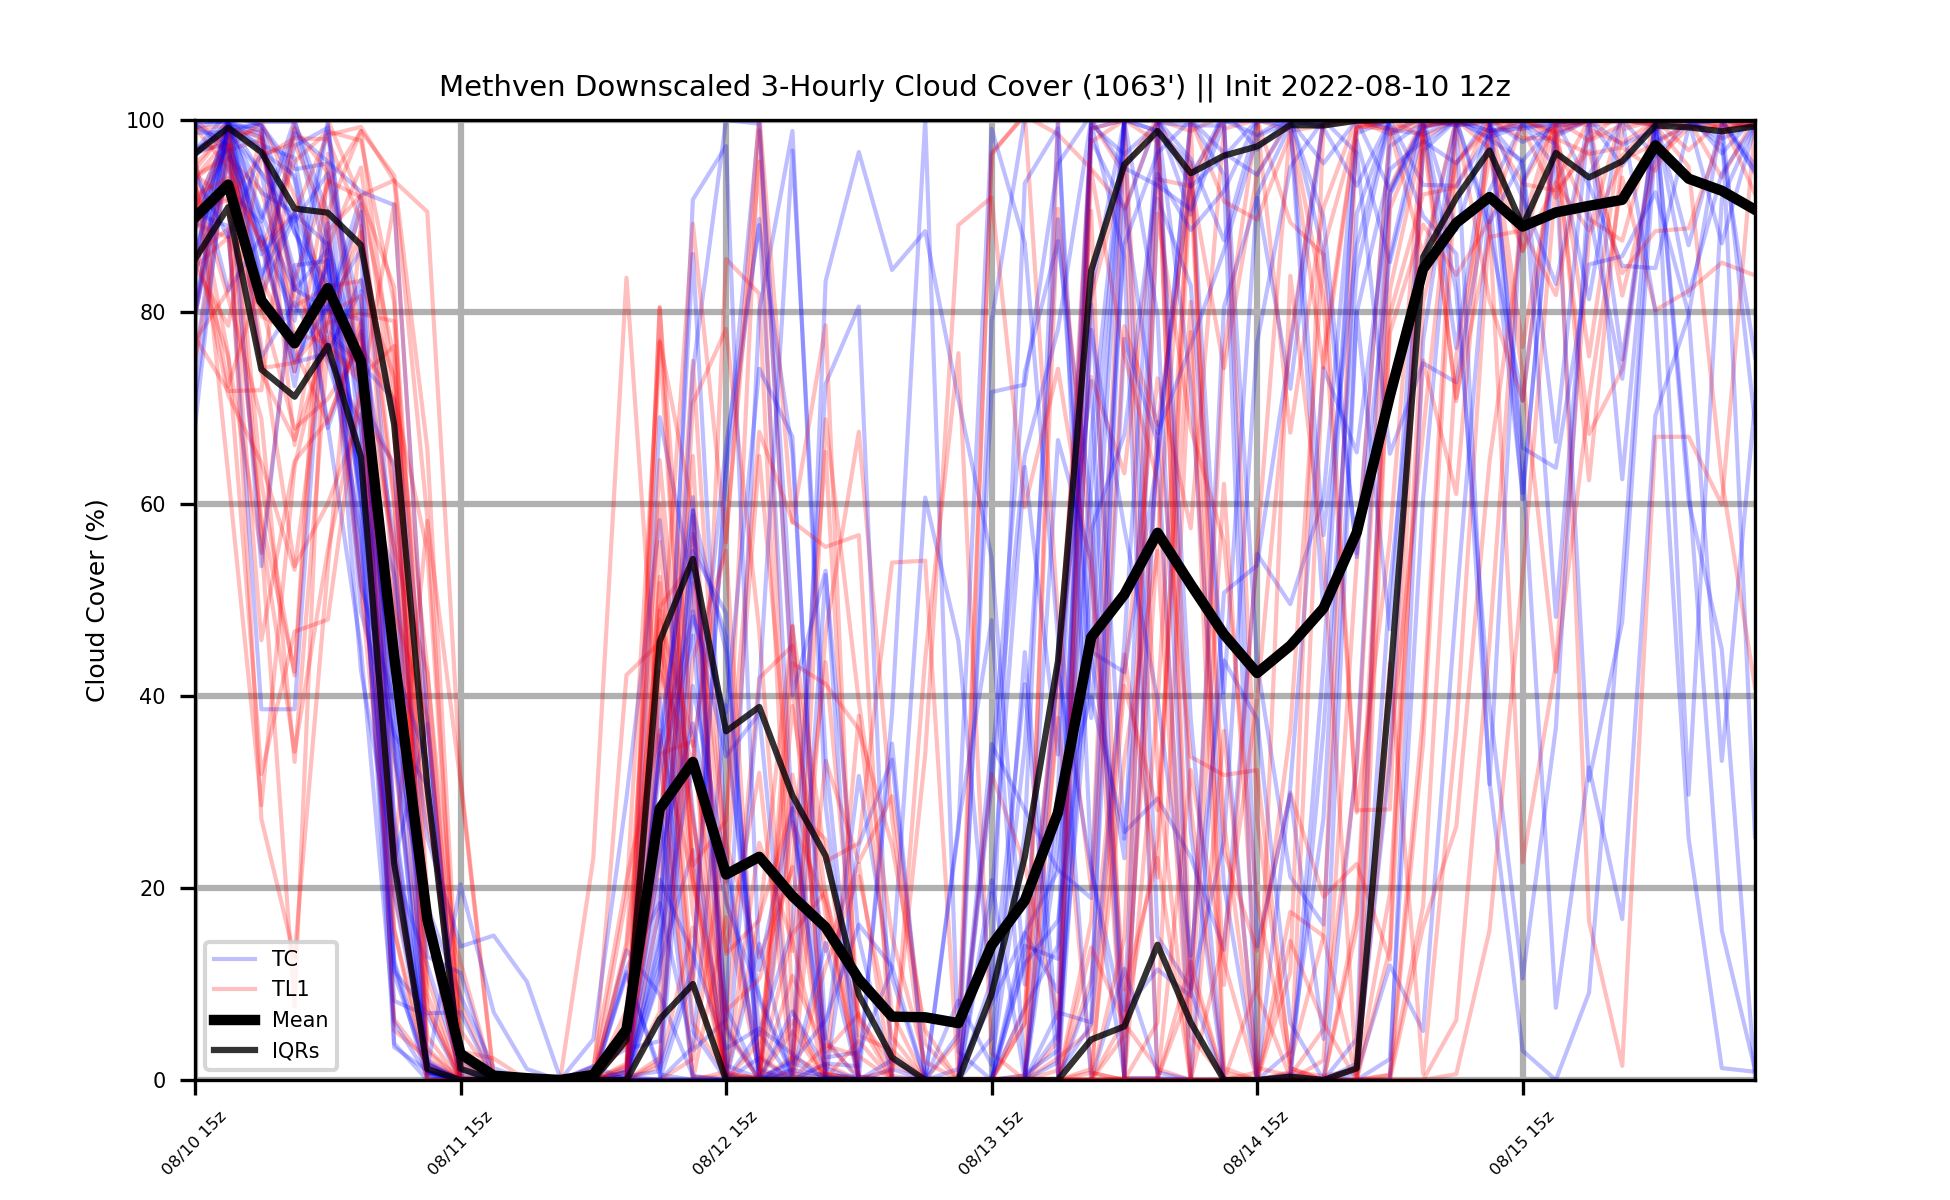 Methven Downscaled 3-Hourly Cloud Cover (1063') || Init 2022-08-10 12z
Cloud Cover (%)
100
80
60
40
20
0
TC
TL1
Mean
IQRs
08/10 15z
08/11 15z
08/12 15z
08/13 15z
08/14 15z
08/15 15z